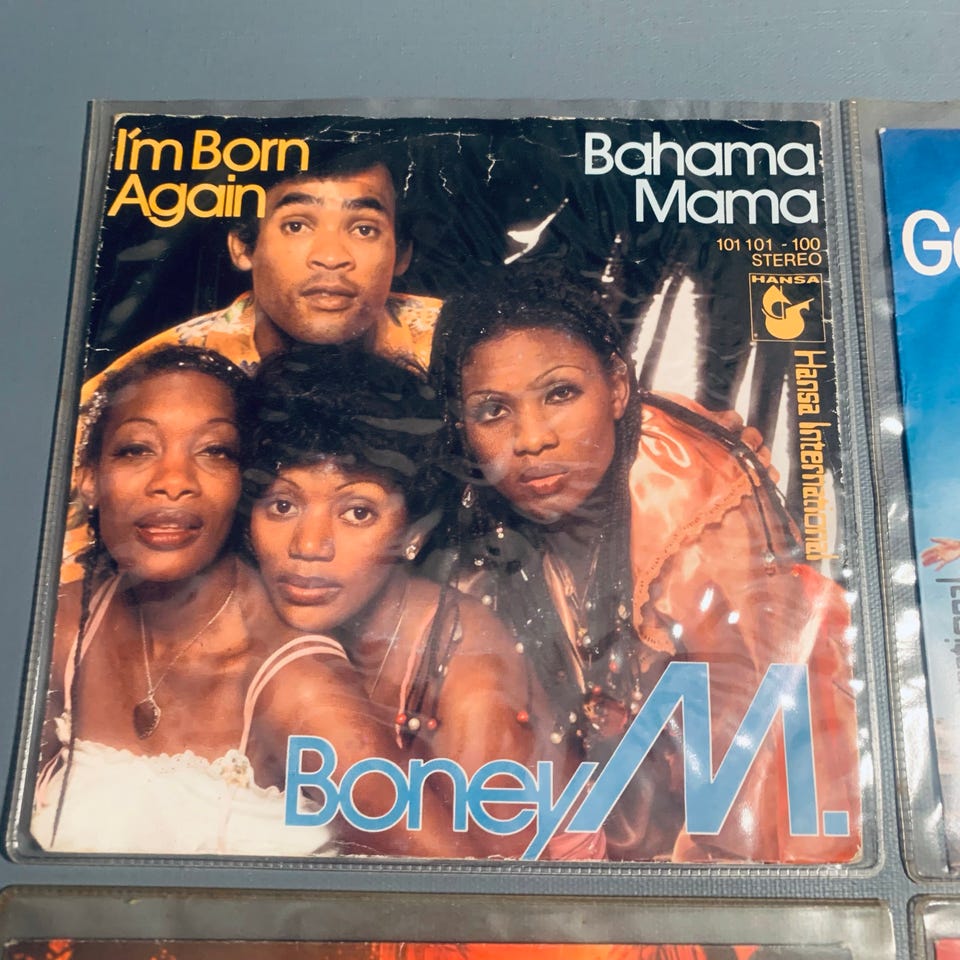 I'm Born
Again
Bahama
Mama
101 101 - 100
STEREO
HANSA
Hansa International
Boney M.